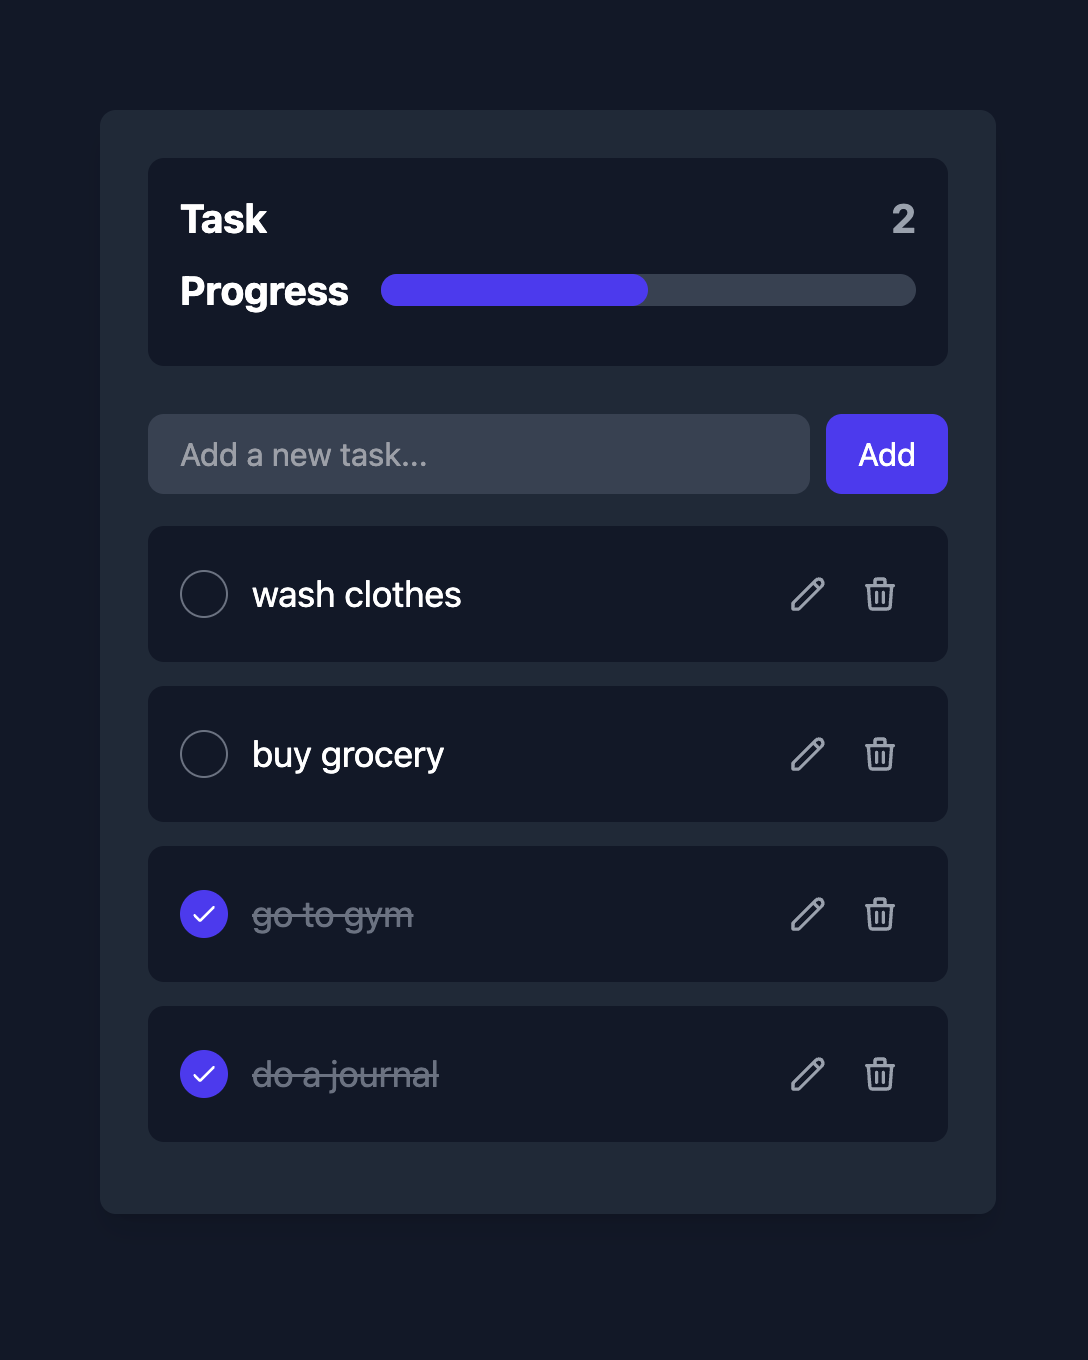 Task 2
Progress
Add a new task...
Add
wash clothes
buy grocery
go to gym
do a journal